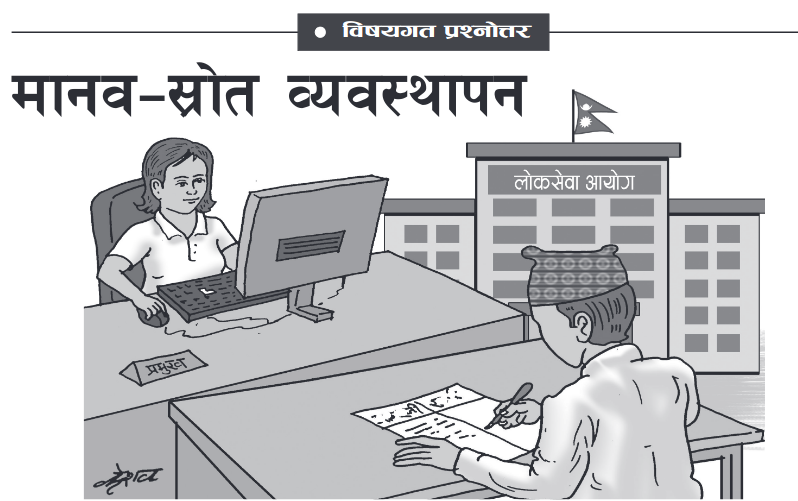 • विषयगत प्रश्नोत्तर
मानव–स्रोत व्यवस्थापन
लोकसेवा आयोग
प्रमुख